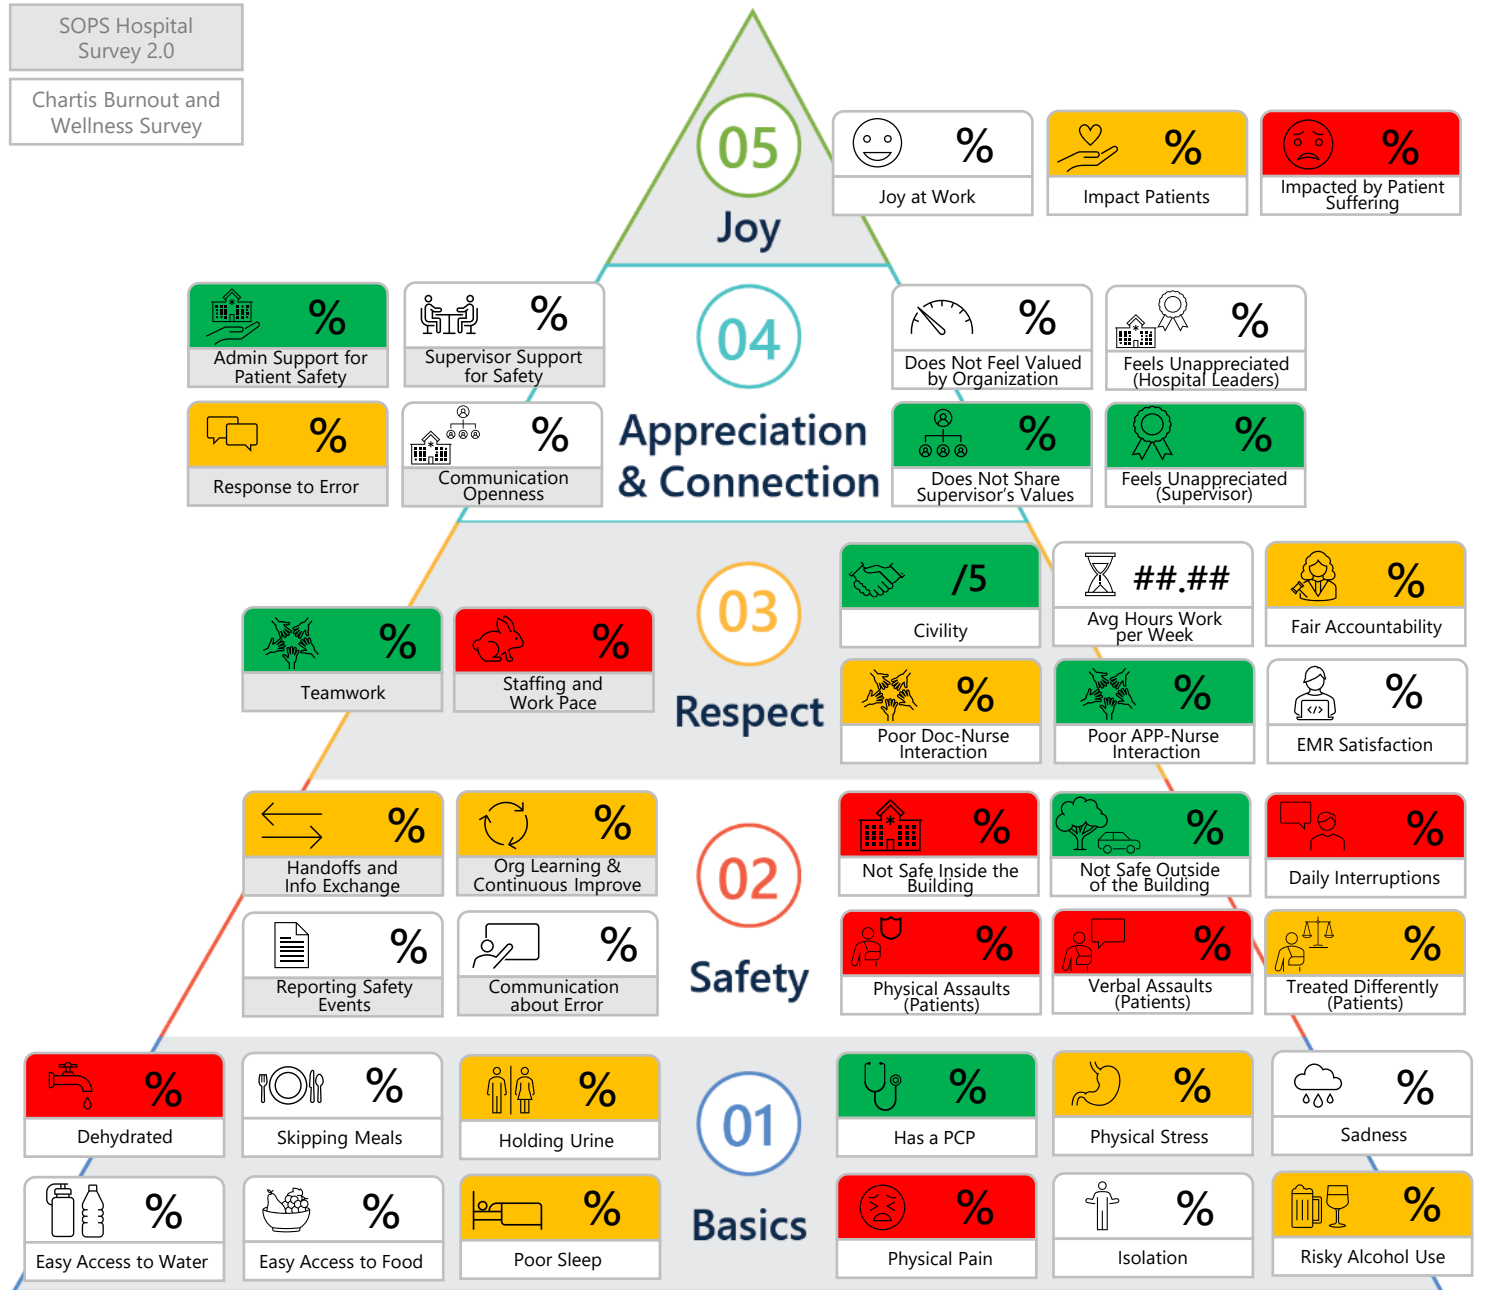 SOPS Hospital
Survey 2.0
Chartis Burnout and
Wellness Survey
05
Joy
%
Joy at Work
%
Impact Patients
%
Impacted by Patient
Suffering
04
Appreciation
& Connection
%
Admin Support for
Patient Safety
%
Supervisor Support
for Safety
%
Does Not Feel Valued
by Organization
%
Feels Unappreciated
(Hospital Leaders)
%
Response to Error
%
Communication
Openness
%
Does Not Share
Supervisor's Values
%
Feels Unappreciated
(Supervisor)
03
Respect
%
Teamwork
%
Staffing and
Work Pace
/5
Civility
##.##
Avg Hours Work
per Week
%
Fair Accountability
%
Poor Doc-Nurse
Interaction
%
Poor APP-Nurse
Interaction
</>
%
EMR Satisfaction
02
Safety
%
Handoffs and
Info Exchange
%
Org Learning &
Continuous Improve
%
Not Safe Inside the
Building
%
Not Safe Outside
of the Building
%
Daily Interruptions
%
Reporting Safety
Events
%
Communication
about Error
%
Physical Assaults
(Patients)
%
Verbal Assaults
(Patients)
%
Treated Differently
(Patients)
01
Basics
%
Dehydrated
%
Skipping Meals
%
Holding Urine
%
Has a PCP
%
Physical Stress
%
Sadness
%
Easy Access to Water
%
Easy Access to Food
%
Poor Sleep
%
Physical Pain
%
Isolation
%
Risky Alcohol Use